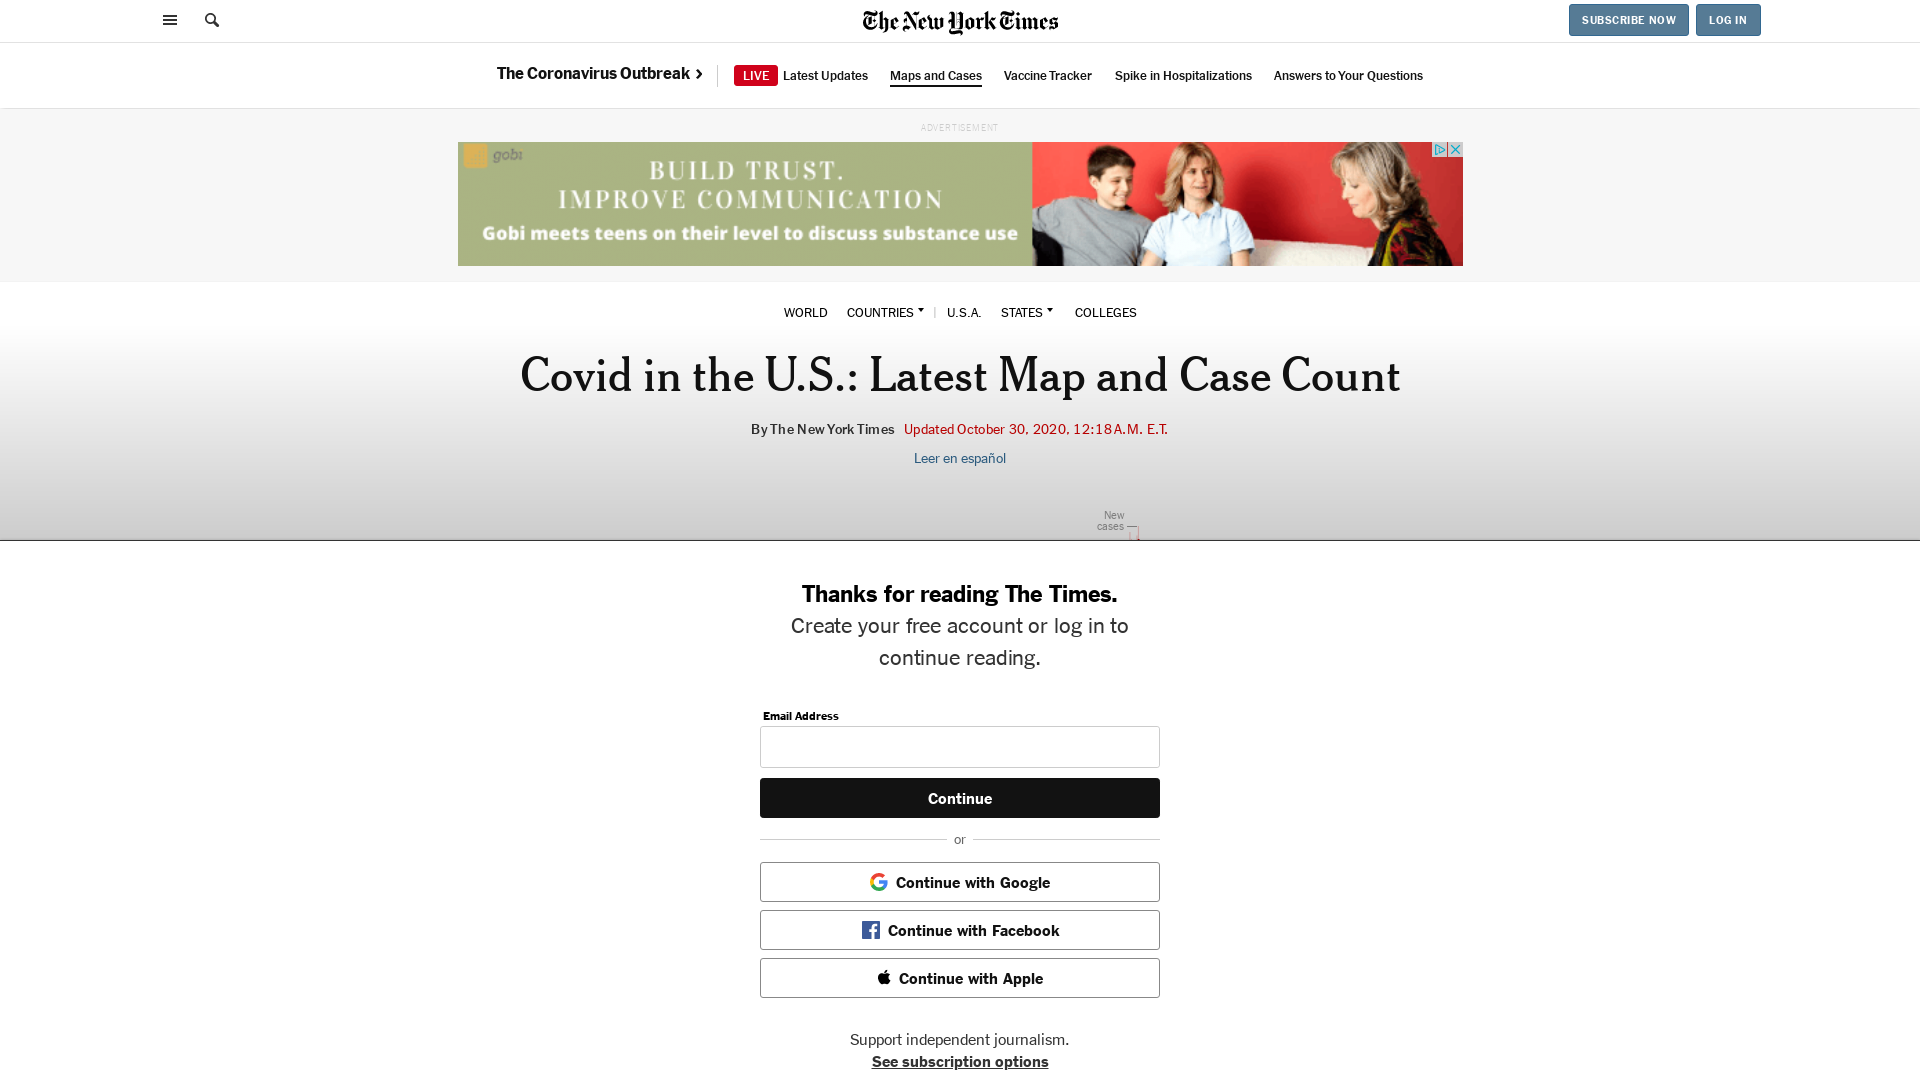 The New York Times
SUBSCRIBE NOW
LOG IN
The Coronavirus Outbreak
LIVE Latest Updates
Maps and Cases
Vaccine Tracker
Spike in Hospitalizations
Answers to Your Questions
ADVERTISEMENT
gobi
BUILD TRUST.
IMPROVE COMMUNICATION
Gobi meets teens on their level to discuss substance use
WORLD COUNTRIES | U.S.A. STATES COLLEGES
Covid in the U.S.: Latest Map and Case Count
By The New York Times Updated October 30, 2020, 12:18 A.M. E.T.
Leer en español
New
cases
Thanks for reading The Times.
Create your free account or log in to
continue reading.
Email Address
Continue
or
Continue with Google
Continue with Facebook
Continue with Apple
Support independent journalism.
See subscription options